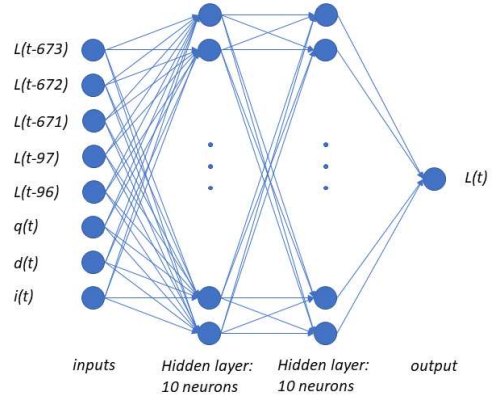 L(t-673)
L(t-672)
L(t-671)
L(t-97)
L(t-96)
q(t)
d(t)
i(t)
L(t)
inputs
Hidden layer:
10 neurons
Hidden layer:
10 neurons
output